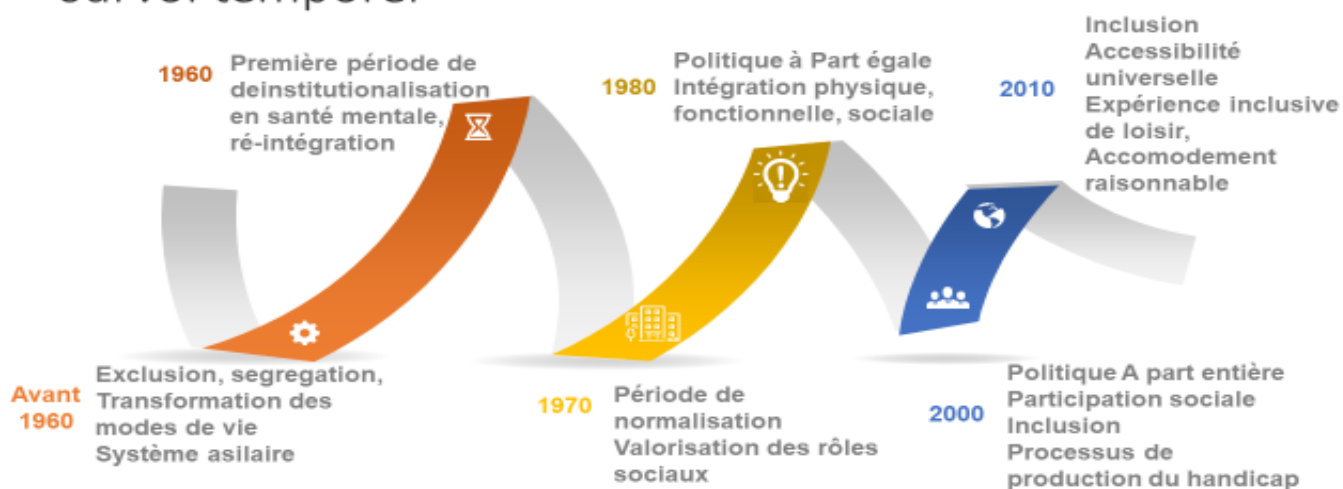 1960
Première période de
deinstitutionalisation
en santé mentale,
ré-intégration
1980
Politique à Part égale
Intégration physique,
fonctionnelle, sociale
2010
Inclusion
Accessibilité
universelle
Expérience inclusive
de loisir,
Accomodement
raisonnable
Avant
1960
Exclusion, segregation,
Transformation des
modes de vie
Système asilaire
1970
Période de
normalisation
Valorisation des rôles
sociaux
2000
Politique A part entière
Participation sociale
Inclusion
Processus de
production du handicap